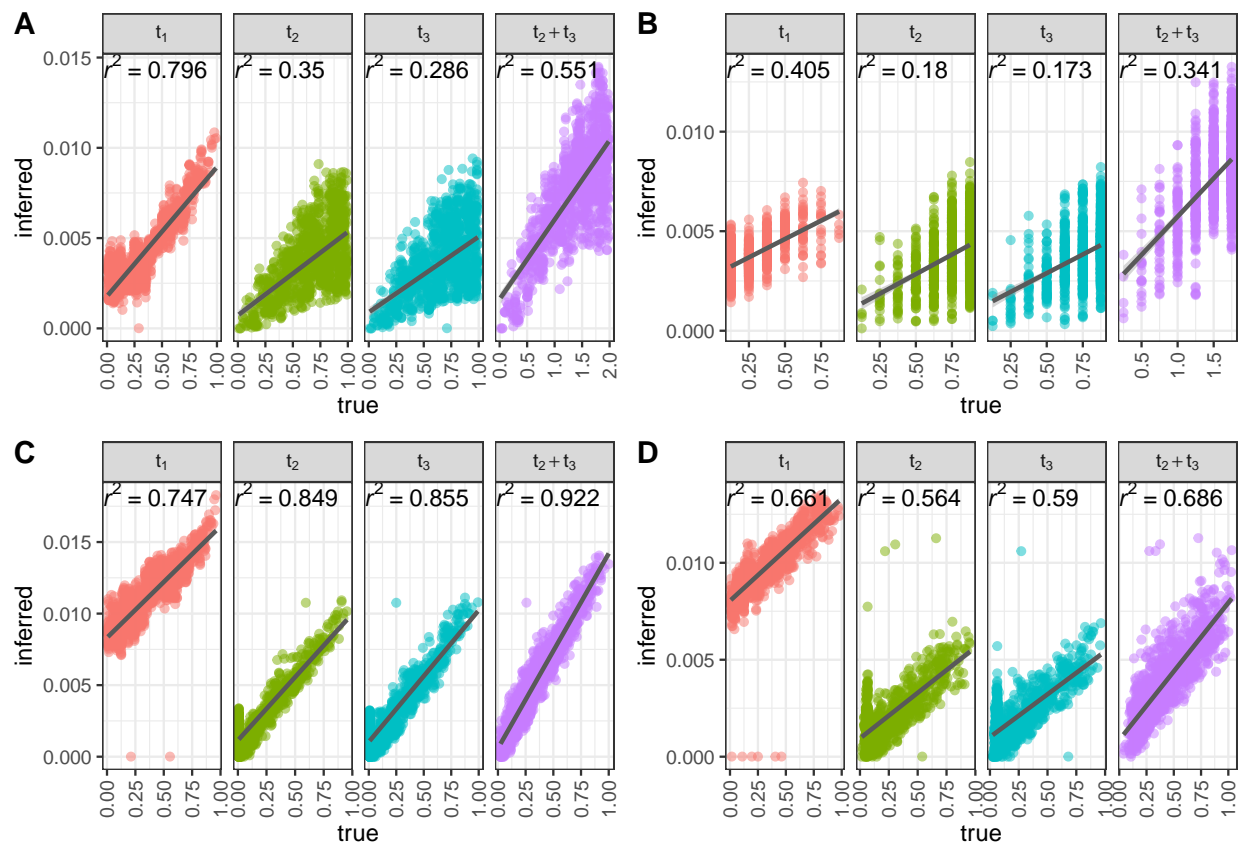 A
t₁ t₂ t₃ t₂ + t₃
r² = 0.796 r² = 0.35 r² = 0.286 r² = 0.551
0.015
0.010
0.005
0.000
inferred
0.00 0.25 0.50 0.75 1.00 0.00 0.25 0.50 0.75 1.00 0.00 0.25 0.50 0.75 1.00 0.0 0.5 1.0 1.5 2.0
true
B
t₁ t₂ t₃ t₂ + t₃
r² = 0.405 r² = 0.18 r² = 0.173 r² = 0.341
0.010
0.005
0.000
inferred
0.25 0.50 0.75 0.25 0.50 0.75 0.25 0.50 0.75 0.5 1.0 1.5
true
C
t₁ t₂ t₃ t₂ + t₃
r² = 0.747 r² = 0.849 r² = 0.855 r² = 0.922
0.015
0.010
0.005
0.000
inferred
0.00 0.25 0.50 0.75 1.00 0.00 0.25 0.50 0.75 1.00 0.00 0.25 0.50 0.75 1.00 0.00 0.25 0.50 0.75 1.00
true
D
t₁ t₂ t₃ t₂ + t₃
r² = 0.661 r² = 0.564 r² = 0.59 r² = 0.686
0.010
0.005
0.000
inferred
0.00 0.25 0.50 0.75 1.00 0.00 0.25 0.50 0.75 1.00 0.00 0.25 0.50 0.75 1.00 0.00 0.25 0.50 0.75 1.00
true